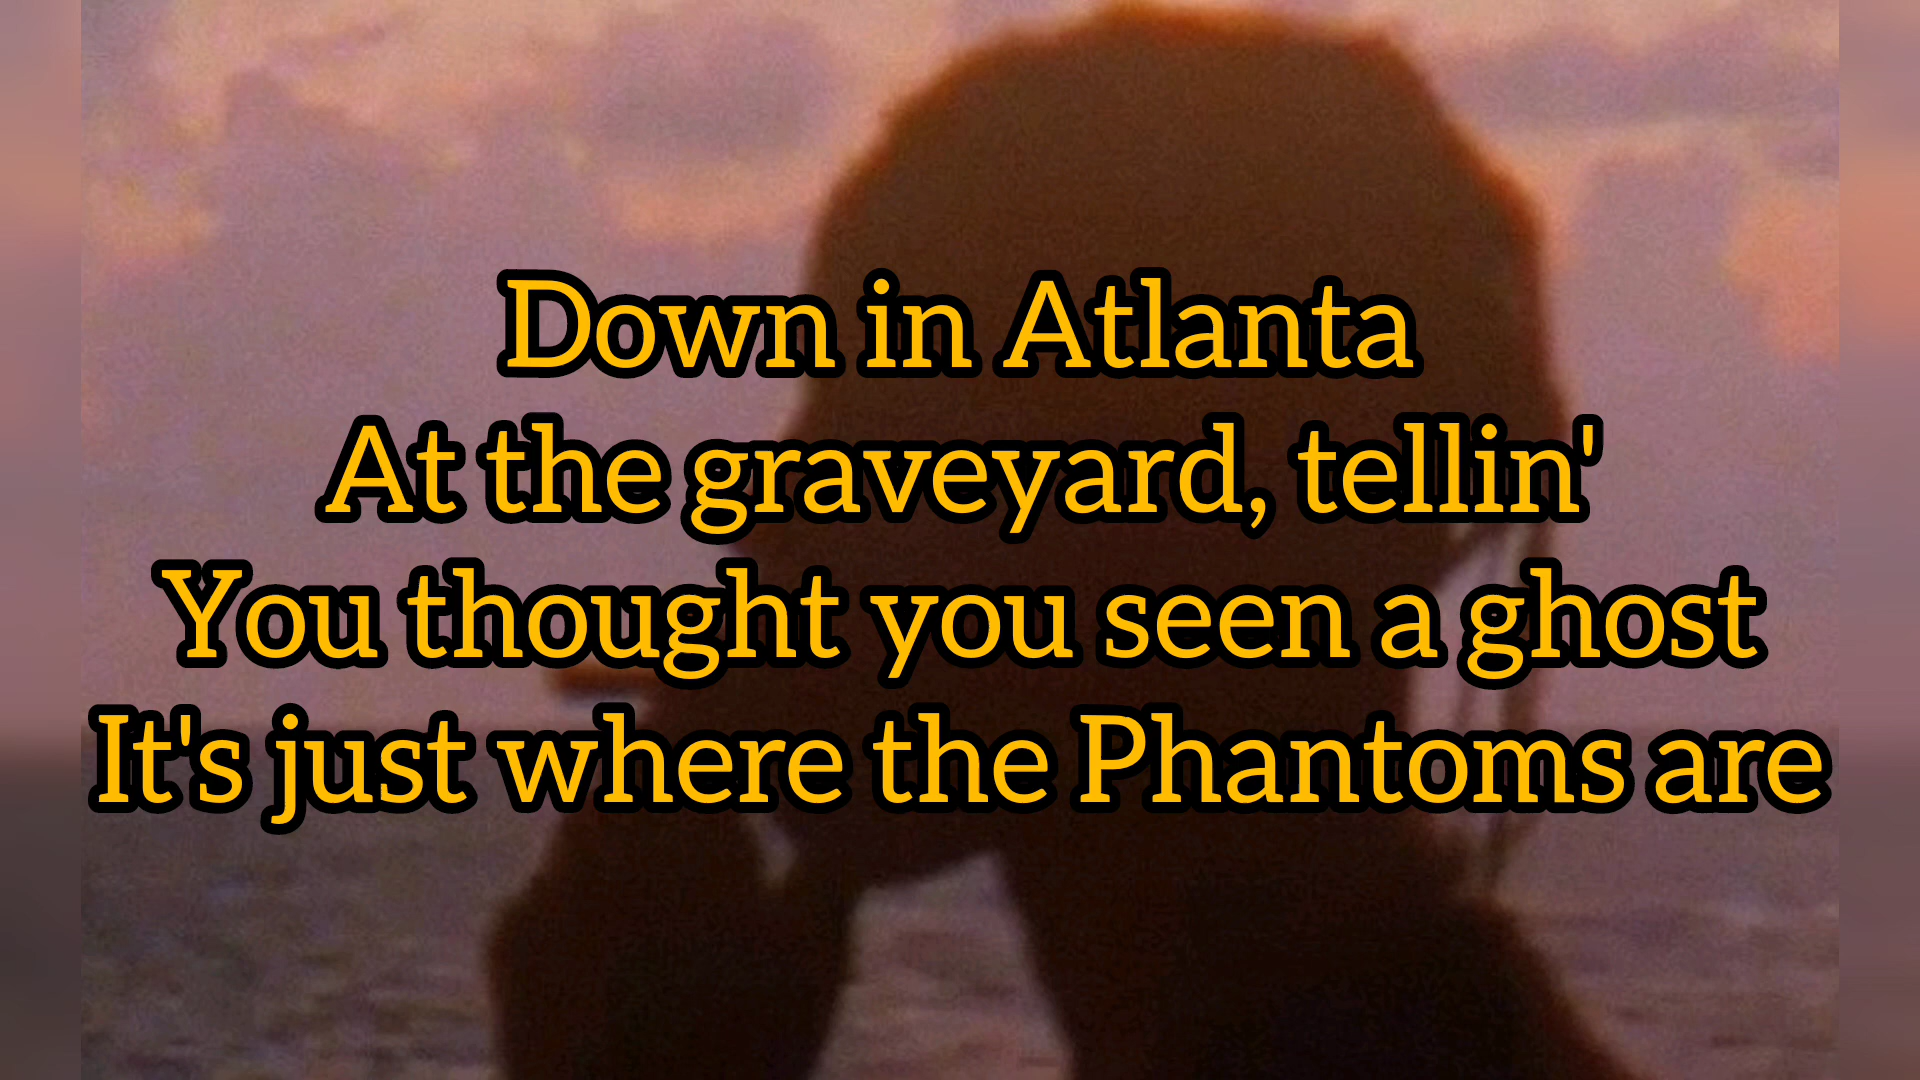 Down in Atlanta
At the graveyard, tellin'
You thought you seen a ghost
It's just where the Phantoms are